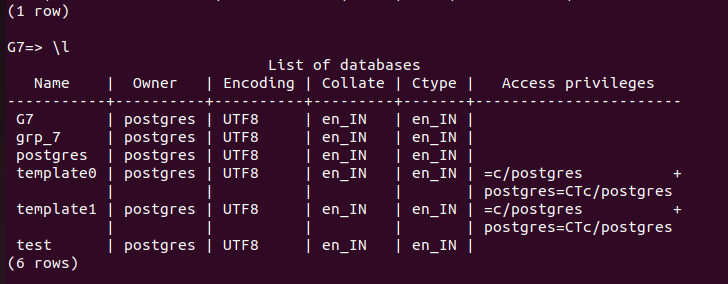 (1 row)
G7=> \l
                              List of databases
   Name    |  Owner   | Encoding | Collate | Ctype |   Access privileges
-----------+----------+----------+---------+-------+-----------------------
 G7        | postgres | UTF8     | en_IN   | en_IN |
 grp_7     | postgres | UTF8     | en_IN   | en_IN |
 postgres  | postgres | UTF8     | en_IN   | en_IN |
 template0 | postgres | UTF8     | en_IN   | en_IN | =c/postgres          +
           |          |          |         |       | postgres=CTc/postgres
 template1 | postgres | UTF8     | en_IN   | en_IN | =c/postgres          +
           |          |          |         |       | postgres=CTc/postgres
 test      | postgres | UTF8     | en_IN   | en_IN |
(6 rows)